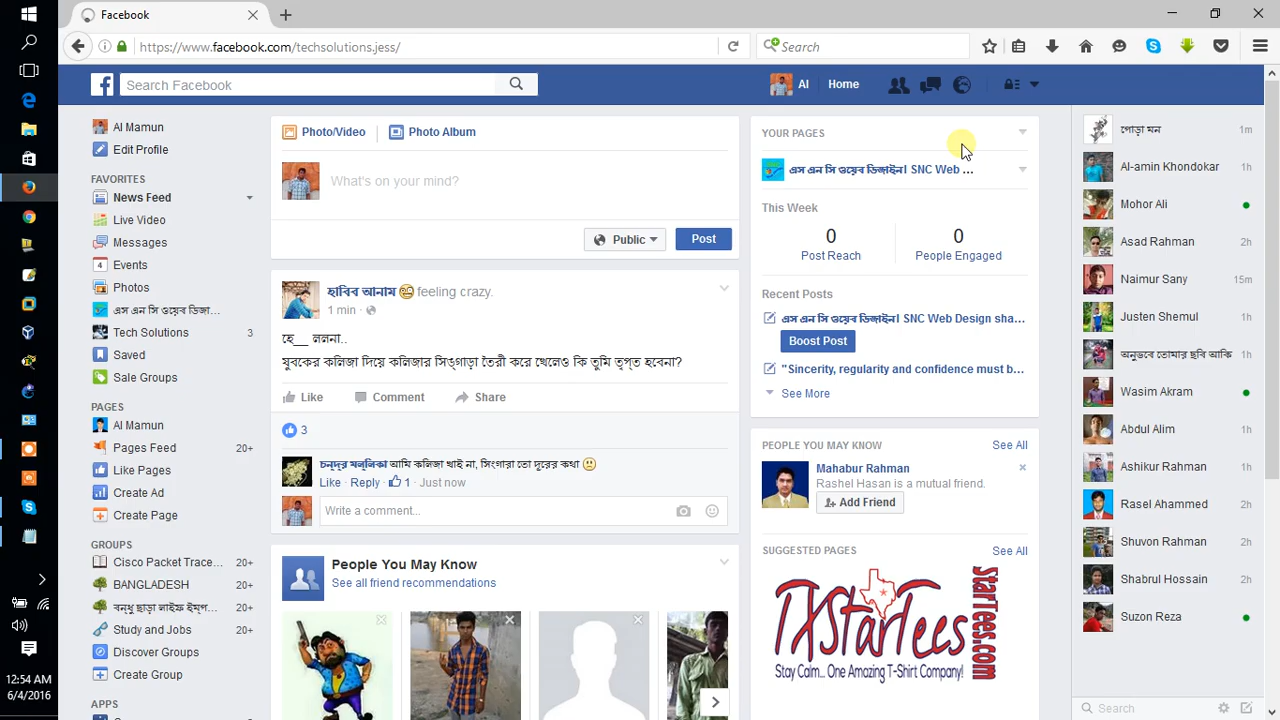 Facebook
https://www.facebook.com/techsolutions.jess/
Search
Search Facebook
Al
Home
Al Mamun
Edit Profile
FAVORITES
News Feed
Live Video
Messages
Events
Photos
এস এন সি ওয়েব ডিজা...
Tech Solutions 3
Saved
Sale Groups
PAGES
Al Mamun
Pages Feed 20+
Like Pages
Create Ad
Create Page
GROUPS
Cisco Packet Trace... 20+
BANGLADESH 20+
বন্ধু ছাড়া লাইফ ইম্প... 20+
Study and Jobs 20+
Discover Groups
Create Group
APPS
Photo/Video
Photo Album
What's on your mind?
Public
Post
হাবিব আনাম feeling crazy.
1 min
হে__ ললনা..
যুবকের কলিজা দিয়ে কলিজার সিঙ্গাড়া তৈরী করে খেলেও কি তুমি তৃপ্ত হবেনা?
Like Comment Share
3
চন্দ্র মল্লিকা আমি কলিজা খাই না, সিংগারা তো দূরের কথা
Like · Reply · 1 · Just now
Write a comment...
People You May Know
See all friend recommendations
YOUR PAGES
এস এন সি ওয়েব ডিজাইন। SNC Web ...
This Week
0 0
Post Reach People Engaged
Recent Posts
এস এন সি ওয়েব ডিজাইন। SNC Web Design sha...
Boost Post
"Sincerity, regularity and confidence must b...
See More
PEOPLE YOU MAY KNOW See All
Mahabur Rahman
Rashel Hasan is a mutual friend.
Add Friend
SUGGESTED PAGES See All
TXStarTees
StarTees.com
Stay Calm... One Amazing T-Shirt Company!
পোড়া মন 1m
Al-amin Khondokar 1h
Mohor Ali
Asad Rahman 2h
Naimur Sany 15m
Justen Shemul 1h
অনুভবে তোমার ছবি আকি 1h
Wasim Akram
Abdul Alim 1h
Ashikur Rahman 1h
Rasel Ahammed 2h
Shuvon Rahman 2h
Shabrul Hossain 2h
Suzon Reza
Search
12:54 AM
6/4/2016